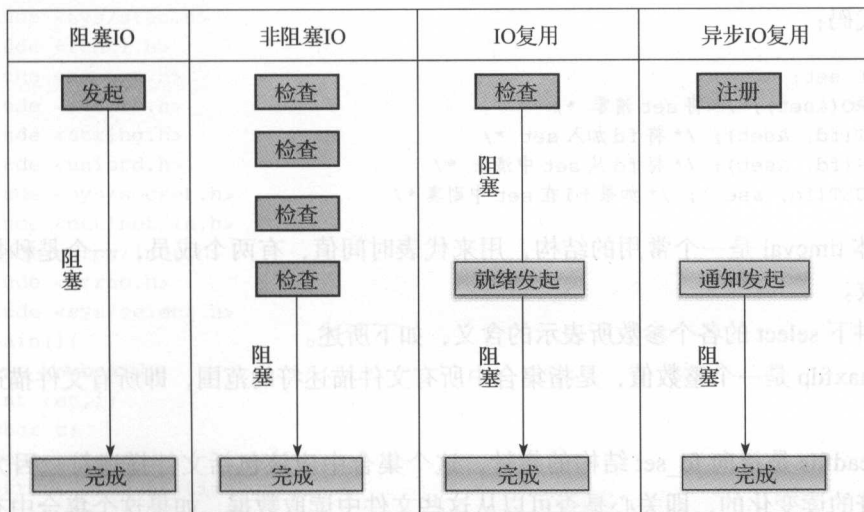 阻塞IO 非阻塞IO IO复用 异步IO复用
发起 检查 检查 注册
检查
阻塞
检查
阻塞 检查 就绪发起 通知发起
阻塞 阻塞 阻塞
完成 完成 完成 完成